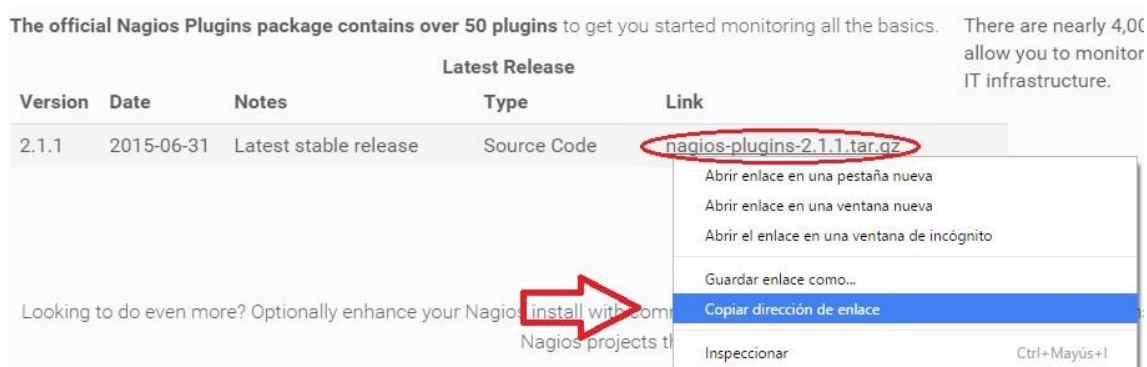 The official Nagios Plugins package contains over 50 plugins to get you started monitoring all the basics.
There are nearly 4,00
allow you to monitor
IT infrastructure.
Latest Release
Version Date Notes Type Link
2.1.1 2015-06-31 Latest stable release Source Code nagios-plugins-2.1.1.tar.gz
Abrir enlace en una pestaña nueva
Abrir enlace en una ventana nueva
Abrir el enlace en una ventana de incógnito
Guardar enlace como...
Copiar dirección de enlace
Inspeccionar Ctrl+Mayús+I
Looking to do even more? Optionally enhance your Nagios install with com
Nagios projects th